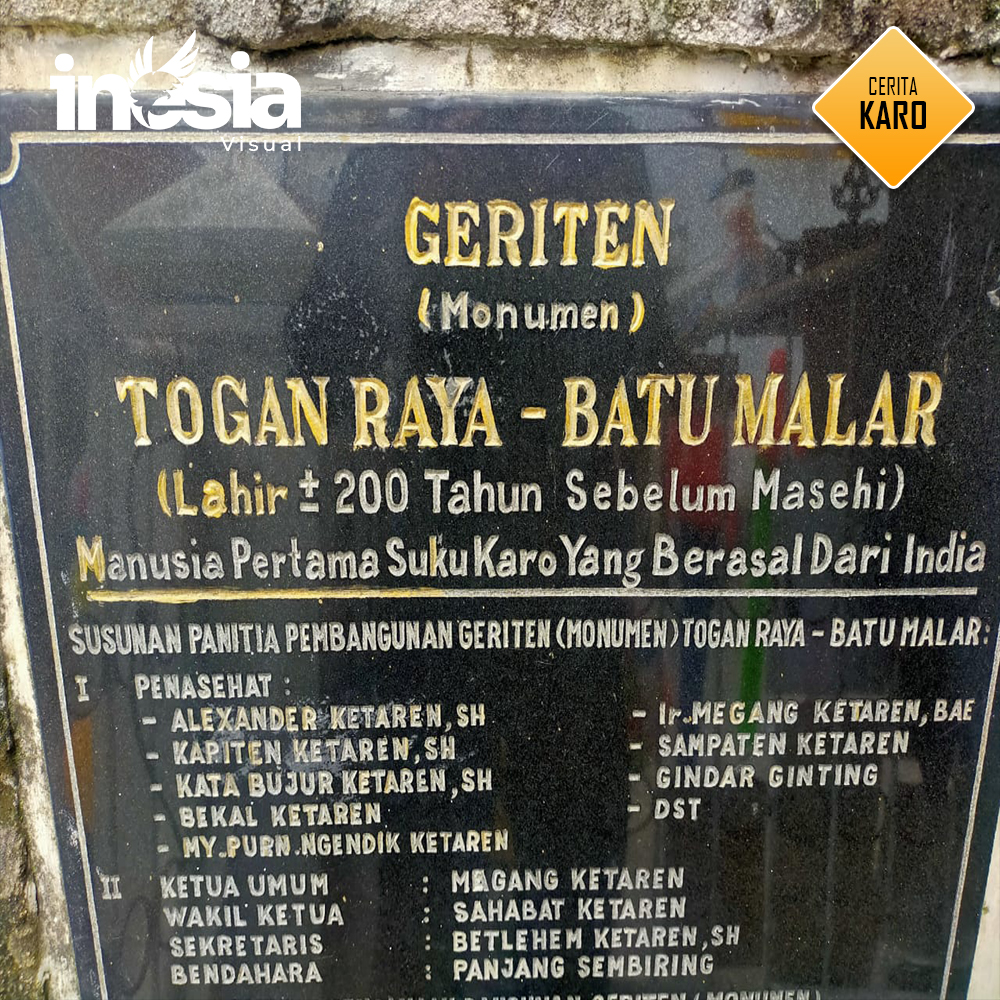 inesia
visual
CERITA
KARO
GERITEN
(Monumen)
TOGAN RAYA - BATU MALAR
(Lahir ± 200 Tahun Sebelum Masehi)
Manusia Pertama Suku Karo Yang Berasal Dari India
SUSUNAN PANITIA PEMBANGUNAN GERITEN (MONUMEN) TOGAN RAYA - BATU MALAR:
I PENASEHAT :
- ALEXANDER KETAREN, SH - Ir. MEGANG KETAREN, BAE
- KAPITEN KETAREN, SH - SAMPATEN KETAREN
- KATA BUJUR KETAREN, SH - GINDAR GINTING
- BEKAL KETAREN - DST
- MY. PURN. NGENDIK KETAREN
II KETUA UMUM : MAGANG KETAREN
WAKIL KETUA : SAHABAT KETAREN
SEKRETARIS : BETLEHEM KETAREN, SH
BENDAHARA : PANJANG SEMBIRING
GERITEN (MONUMEN)